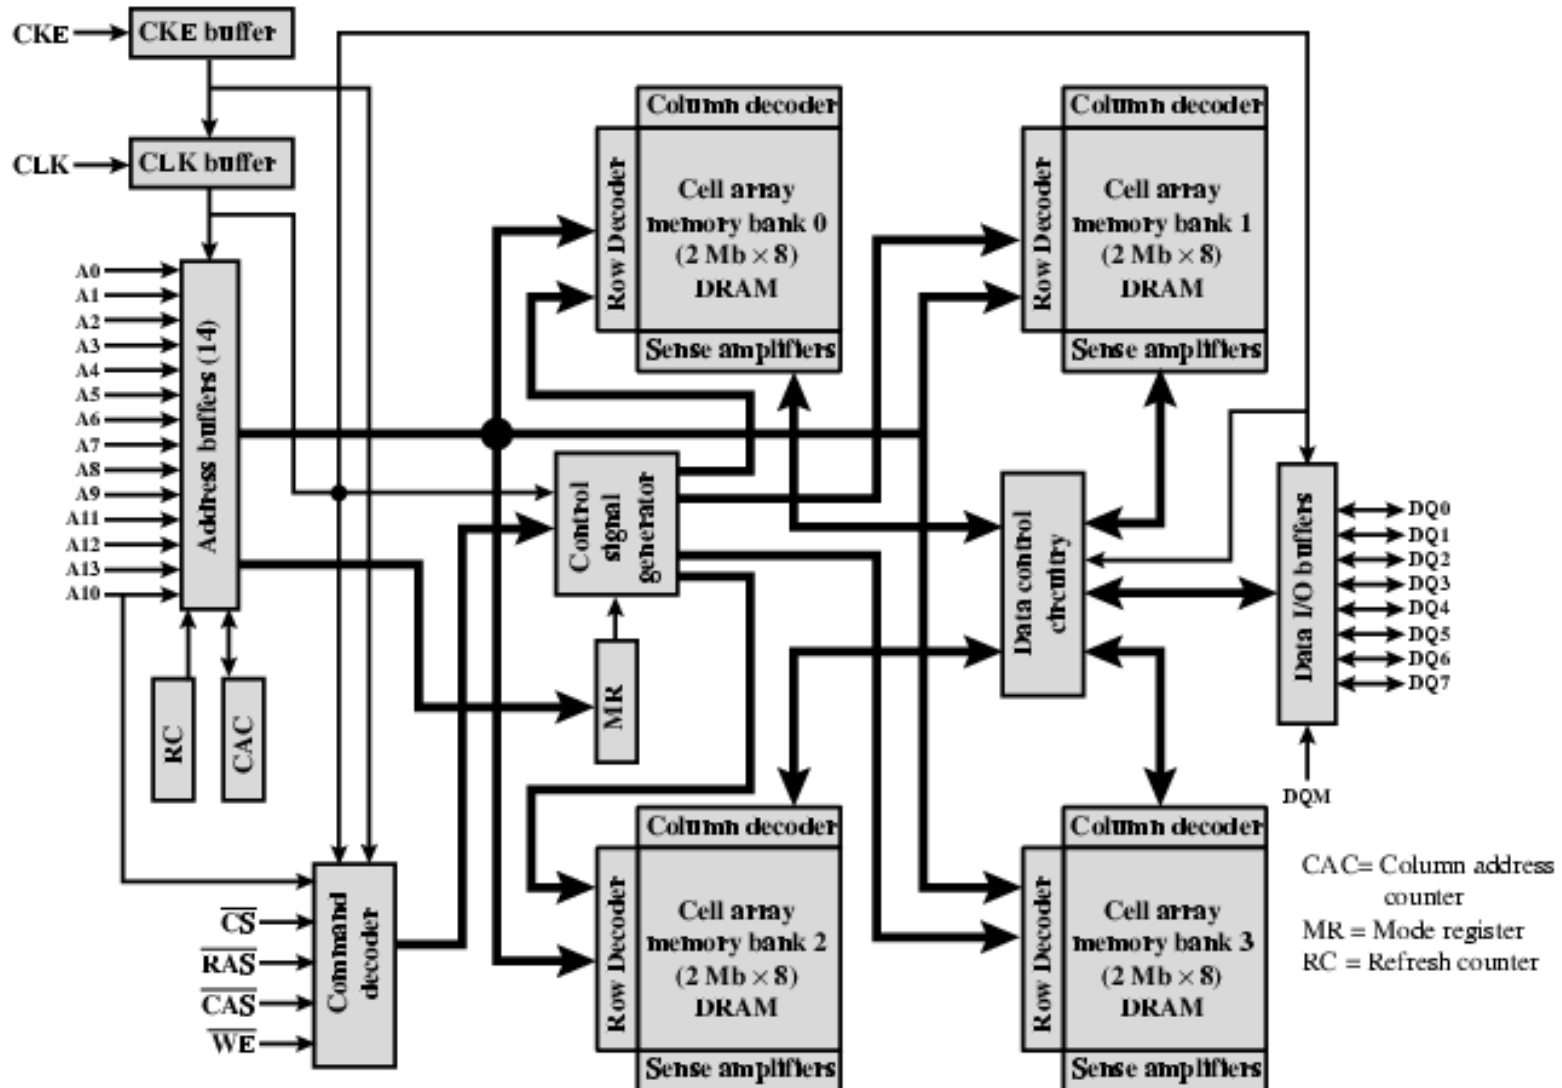 CKE
CKE buffer
CLK
CLK buffer
A0
A1
A2
A3
A4
A5
A6
A7
A8
A9
A11
A12
A13
A10
Address buffers (14)
RC
CAC
Command
decoder
C̅S̅
R̅A̅S̅
C̅A̅S̅
W̅E̅
Control
signal
generator
MR
Column decoder
Row Decoder
Cell array
memory bank 0
(2 Mb × 8)
DRAM
Sense amplifiers
Column decoder
Row Decoder
Cell array
memory bank 1
(2 Mb × 8)
DRAM
Sense amplifiers
Data control
circuitry
Data I/O buffers
DQ0
DQ1
DQ2
DQ3
DQ4
DQ5
DQ6
DQ7
DQM
Column decoder
Row Decoder
Cell array
memory bank 2
(2 Mb × 8)
DRAM
Sense amplifiers
Column decoder
Row Decoder
Cell array
memory bank 3
(2 Mb × 8)
DRAM
Sense amplifiers
CAC= Column address
counter
MR = Mode register
RC = Refresh counter